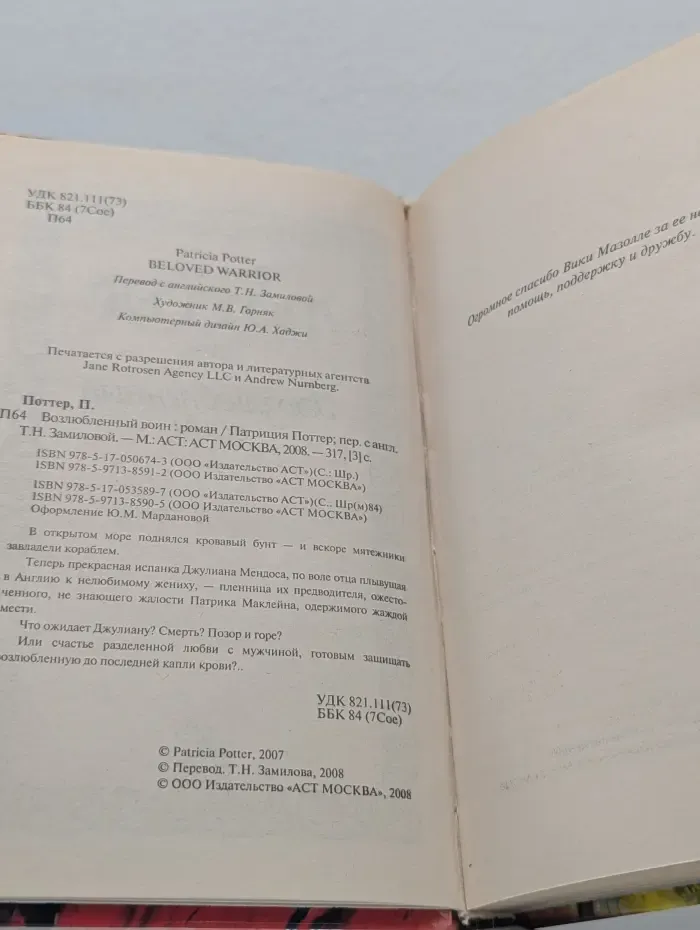 УДК 821.111(73)
ББК 84 (7Сое)
П64
Patricia Potter
BELOVED WARRIOR
Перевод с английского Т.Н. Замиловой
Художник М.В. Горняк
Компьютерный дизайн Ю.А. Хаджи
Печатается с разрешения автора и литературных агентств
Jane Rotrosen Agency LLC и Andrew Nurnberg.
Поттер, П.
П64 Возлюбленный воин : роман / Патриция Поттер; пер. с англ.
Т.Н. Замиловой. — М.: АСТ: АСТ МОСКВА, 2008. — 317, [3] с.
ISBN 978-5-17-050674-3 (ООО «Издательство АСТ»)(С.: Шр.)
ISBN 978-5-9713-8591-2 (ООО Издательство «АСТ МОСКВА»)
ISBN 978-5-17-053589-7 (ООО «Издательство АСТ»)(С.. Шр(м)84)
ISBN 978-5-9713-8590-5 (ООО Издательство «АСТ МОСКВА»)
Оформление Ю.М. Мардановой
В открытом море поднялся кровавый бунт — и вскоре мятежники
завладели кораблем.
Теперь прекрасная испанка Джулиана Мендоса, по воле отца плывущая
в Англию к нелюбимому жениху, — пленница их предводителя, ожесто-
ченного, не знающего жалости Патрика Маклейна, одержимого жаждой
мести.
Что ожидает Джулиану? Смерть? Позор и горе?
Или счастье разделенной любви с мужчиной, готовым защищать
возлюбленную до последней капли крови?..
УДК 821.111(73)
ББК 84 (7Сое)
© Patricia Potter, 2007
© Перевод. Т.Н. Замилова, 2008
© ООО Издательство «АСТ МОСКВА», 2008
Огромное спасибо Вики Мазолле за ее
помощь, поддержку и дружбу.